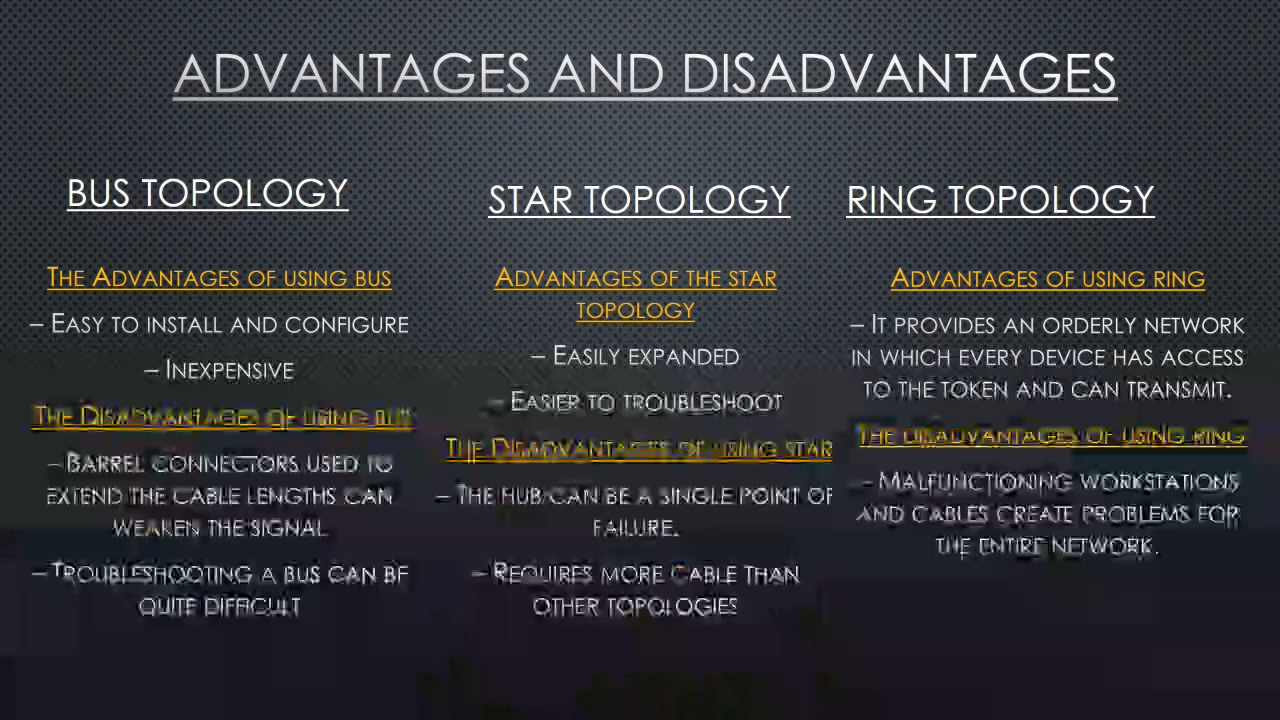 ADVANTAGES AND DISADVANTAGES
BUS TOPOLOGY
THE ADVANTAGES OF USING BUS
– EASY TO INSTALL AND CONFIGURE
– INEXPENSIVE
THE DISADVANTAGES OF USING BUS
– BARREL CONNECTORS USED TO
EXTEND THE CABLE LENGTHS CAN
WEAKEN THE SIGNAL
– TROUBLESHOOTING A BUS CAN BE
QUITE DIFFICULT
STAR TOPOLOGY
ADVANTAGES OF THE STAR
TOPOLOGY
– EASILY EXPANDED
– EASIER TO TROUBLESHOOT
THE DISADVANTAGES OF USING STAR
– THE HUB CAN BE A SINGLE POINT OF
FAILURE.
– REQUIRES MORE CABLE THAN
OTHER TOPOLOGIES
RING TOPOLOGY
ADVANTAGES OF USING RING
– IT PROVIDES AN ORDERLY NETWORK
IN WHICH EVERY DEVICE HAS ACCESS
TO THE TOKEN AND CAN TRANSMIT.
THE DISADVANTAGES OF USING RING
– MALFUNCTIONING WORKSTATIONS
AND CABLES CREATE PROBLEMS FOR
THE ENTIRE NETWORK.